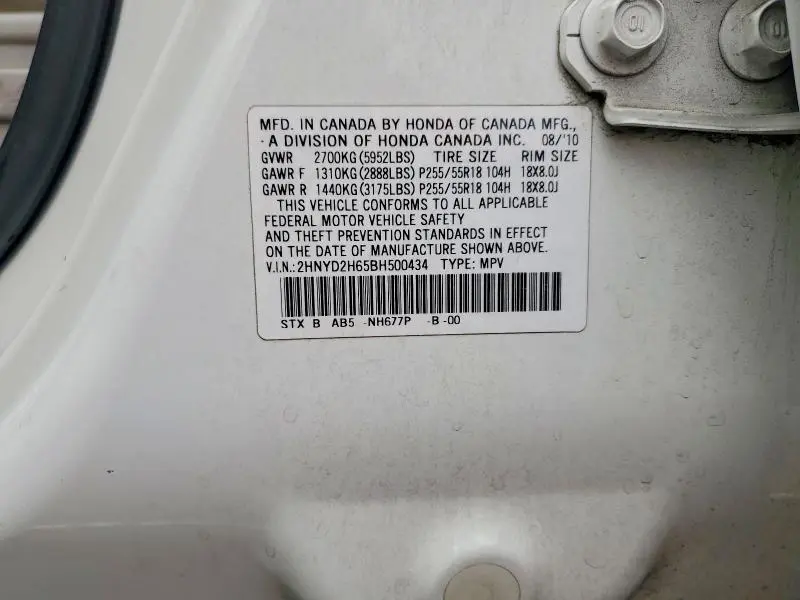 MFD. IN CANADA BY HONDA OF CANADA MFG.,
A DIVISION OF HONDA CANADA INC. 08/'10
GVWR 2700KG(5952LBS) TIRE SIZE RIM SIZE
GAWR F 1310KG(2888LBS) P255/55R18 104H 18X8.0J
GAWR R 1440KG(3175LBS) P255/55R18 104H 18X8.0J
THIS VEHICLE CONFORMS TO ALL APPLICABLE
FEDERAL MOTOR VEHICLE SAFETY
AND THEFT PREVENTION STANDARDS IN EFFECT
ON THE DATE OF MANUFACTURE SHOWN ABOVE.
V.I.N.: 2HNYD2H65BH500434 TYPE: MPV
STX B AB5 -NH677P -B -00